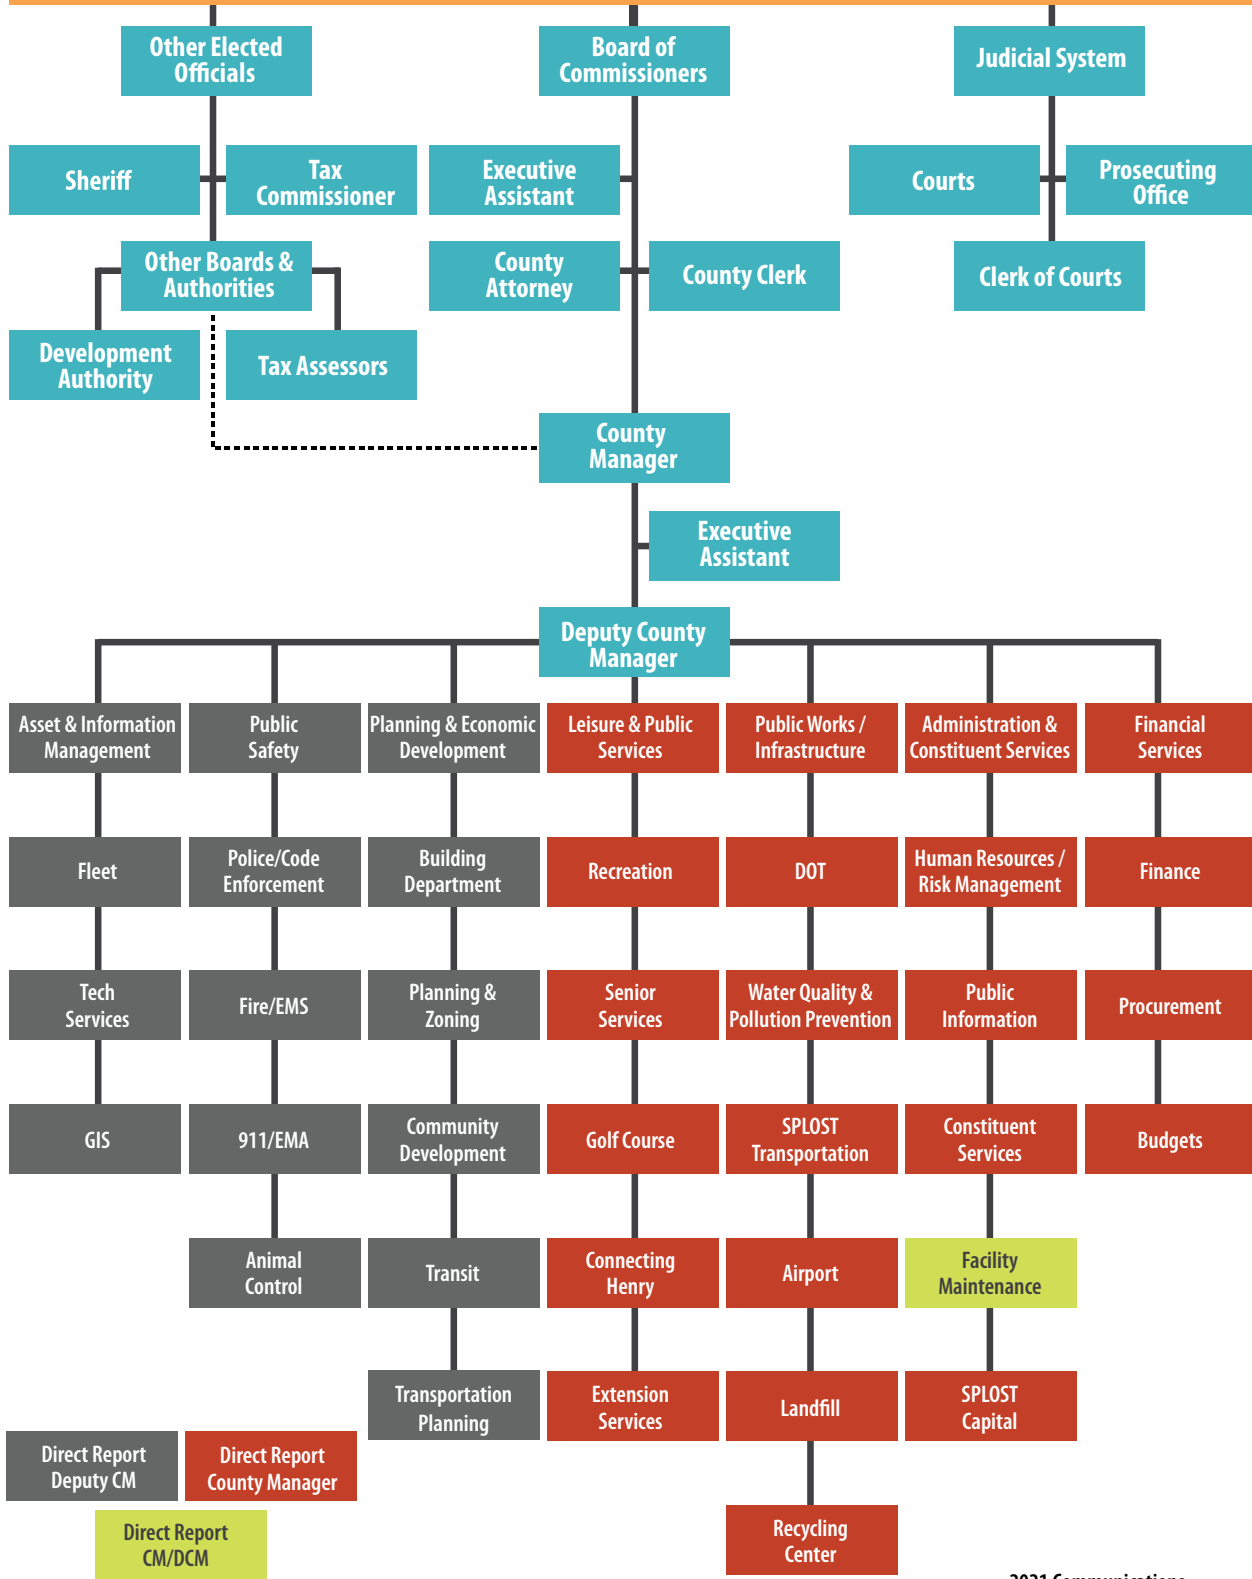 Other Elected
Officials
Board of
Commissioners
Judicial System
Sheriff
Tax
Commissioner
Executive
Assistant
Courts
Prosecuting
Office
Other Boards &
Authorities
County
Attorney
County Clerk
Clerk of Courts
Development
Authority
Tax Assessors
County
Manager
Executive
Assistant
Deputy County
Manager
Asset & Information
Management
Public
Safety
Planning & Economic
Development
Leisure & Public
Services
Public Works /
Infrastructure
Administration &
Constituent Services
Financial
Services
Fleet
Police/Code
Enforcement
Building
Department
Recreation
DOT
Human Resources /
Risk Management
Finance
Tech
Services
Fire/EMS
Planning &
Zoning
Senior
Services
Water Quality &
Pollution Prevention
Public
Information
Procurement
GIS
911/EMA
Community
Development
Golf Course
SPLOST
Transportation
Constituent
Services
Budgets
Animal
Control
Transit
Connecting
Henry
Airport
Facility
Maintenance
Transportation
Planning
Extension
Services
Landfill
SPLOST
Capital
Direct Report
Deputy CM
Direct Report
County Manager
Direct Report
CM/DCM
Recycling
Center
2021 Communications